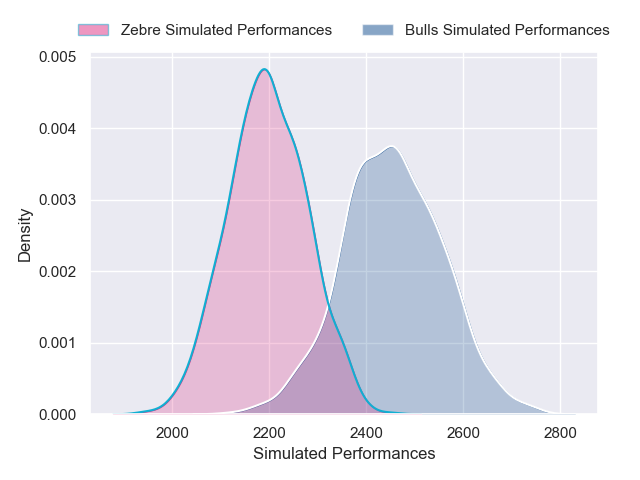 Zebre Simulated Performances Bulls Simulated Performances
0.005
0.004
0.003
0.002
0.001
0.000
Density
2000 2200 2400 2600 2800
Simulated Performances